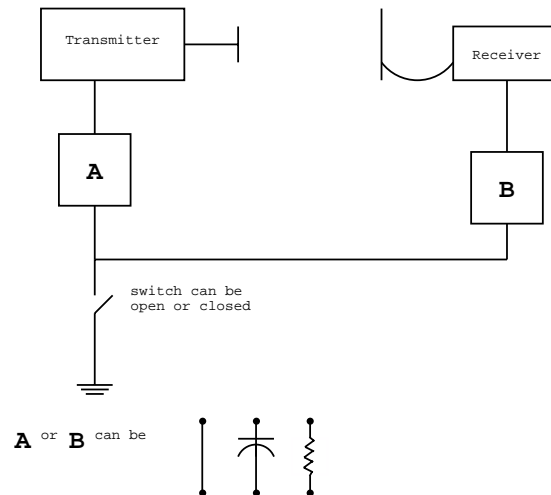 Transmitter
Receiver
A
B
switch can be
open or closed
A or B can be